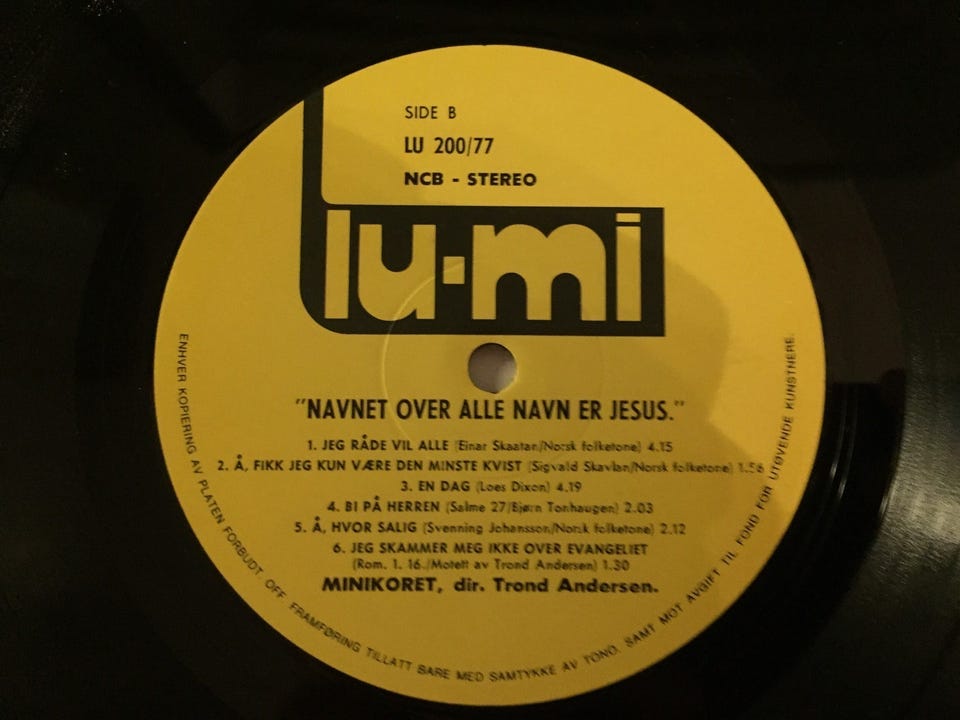 SIDE B
LU 200/77
NCB - STEREO
lu-mi
"NAVNET OVER ALLE NAVN ER JESUS."
1. JEG RÅDE VIL ALLE (Einar Skaatan/Norsk folketone) 4.15
2. Å, FIKK JEG KUN VÆRE DEN MINSTE KVIST (Sigvald Skavlan/Norsk folketone) 1.56
3. EN DAG (Loes Dixon) 4.19
4. BI PÅ HERREN (Salme 27/Bjørn Tonhaugen) 2.03
5. Å, HVOR SALIG (Svenning Johansson/Norsk folketone) 2.12
6. JEG SKAMMER MEG IKKE OVER EVANGELIET
(Rom. 1. 16./Motett av Trond Andersen) 1.30
MINIKORET, dir. Trond Andersen.
ENHVER KOPIERING AV PLATEN FORBUDT. OFF. FRAMFØRING TILLATT BARE MED SAMTYKKE AV TONO. SAMT MOT AVGIFT TIL FOND FOR UTØVENDE KUNSTNERE.